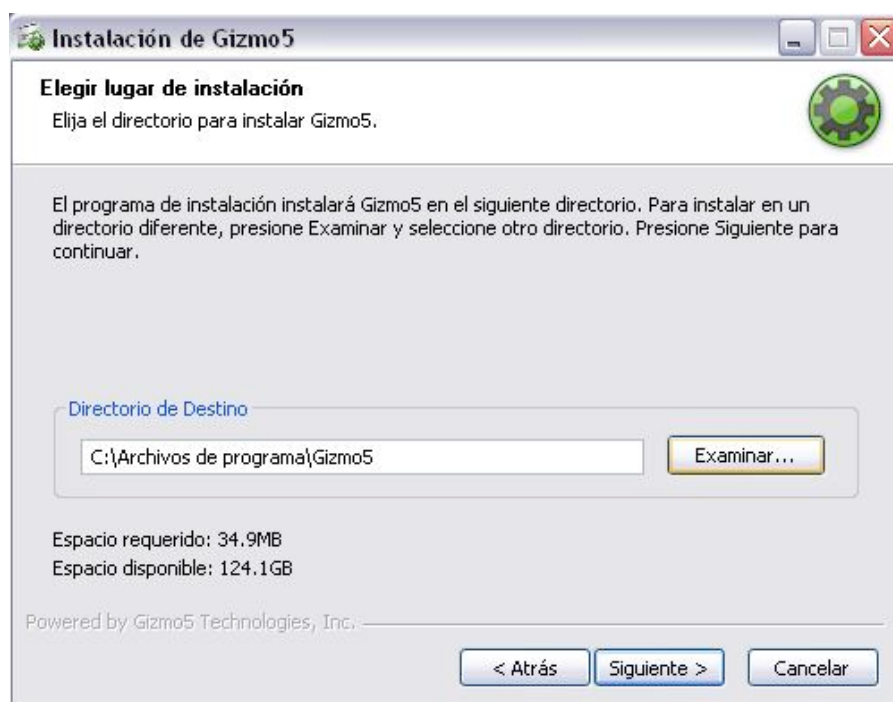 Instalación de Gizmo5
Elegir lugar de instalación
Elija el directorio para instalar Gizmo5.
El programa de instalación instalará Gizmo5 en el siguiente directorio. Para instalar en un
directorio diferente, presione Examinar y seleccione otro directorio. Presione Siguiente para
continuar.
Directorio de Destino
C:\Archivos de programa\Gizmo5
Examinar...
Espacio requerido: 34.9MB
Espacio disponible: 124.1GB
Powered by Gizmo5 Technologies, Inc.
< Atrás
Siguiente >
Cancelar